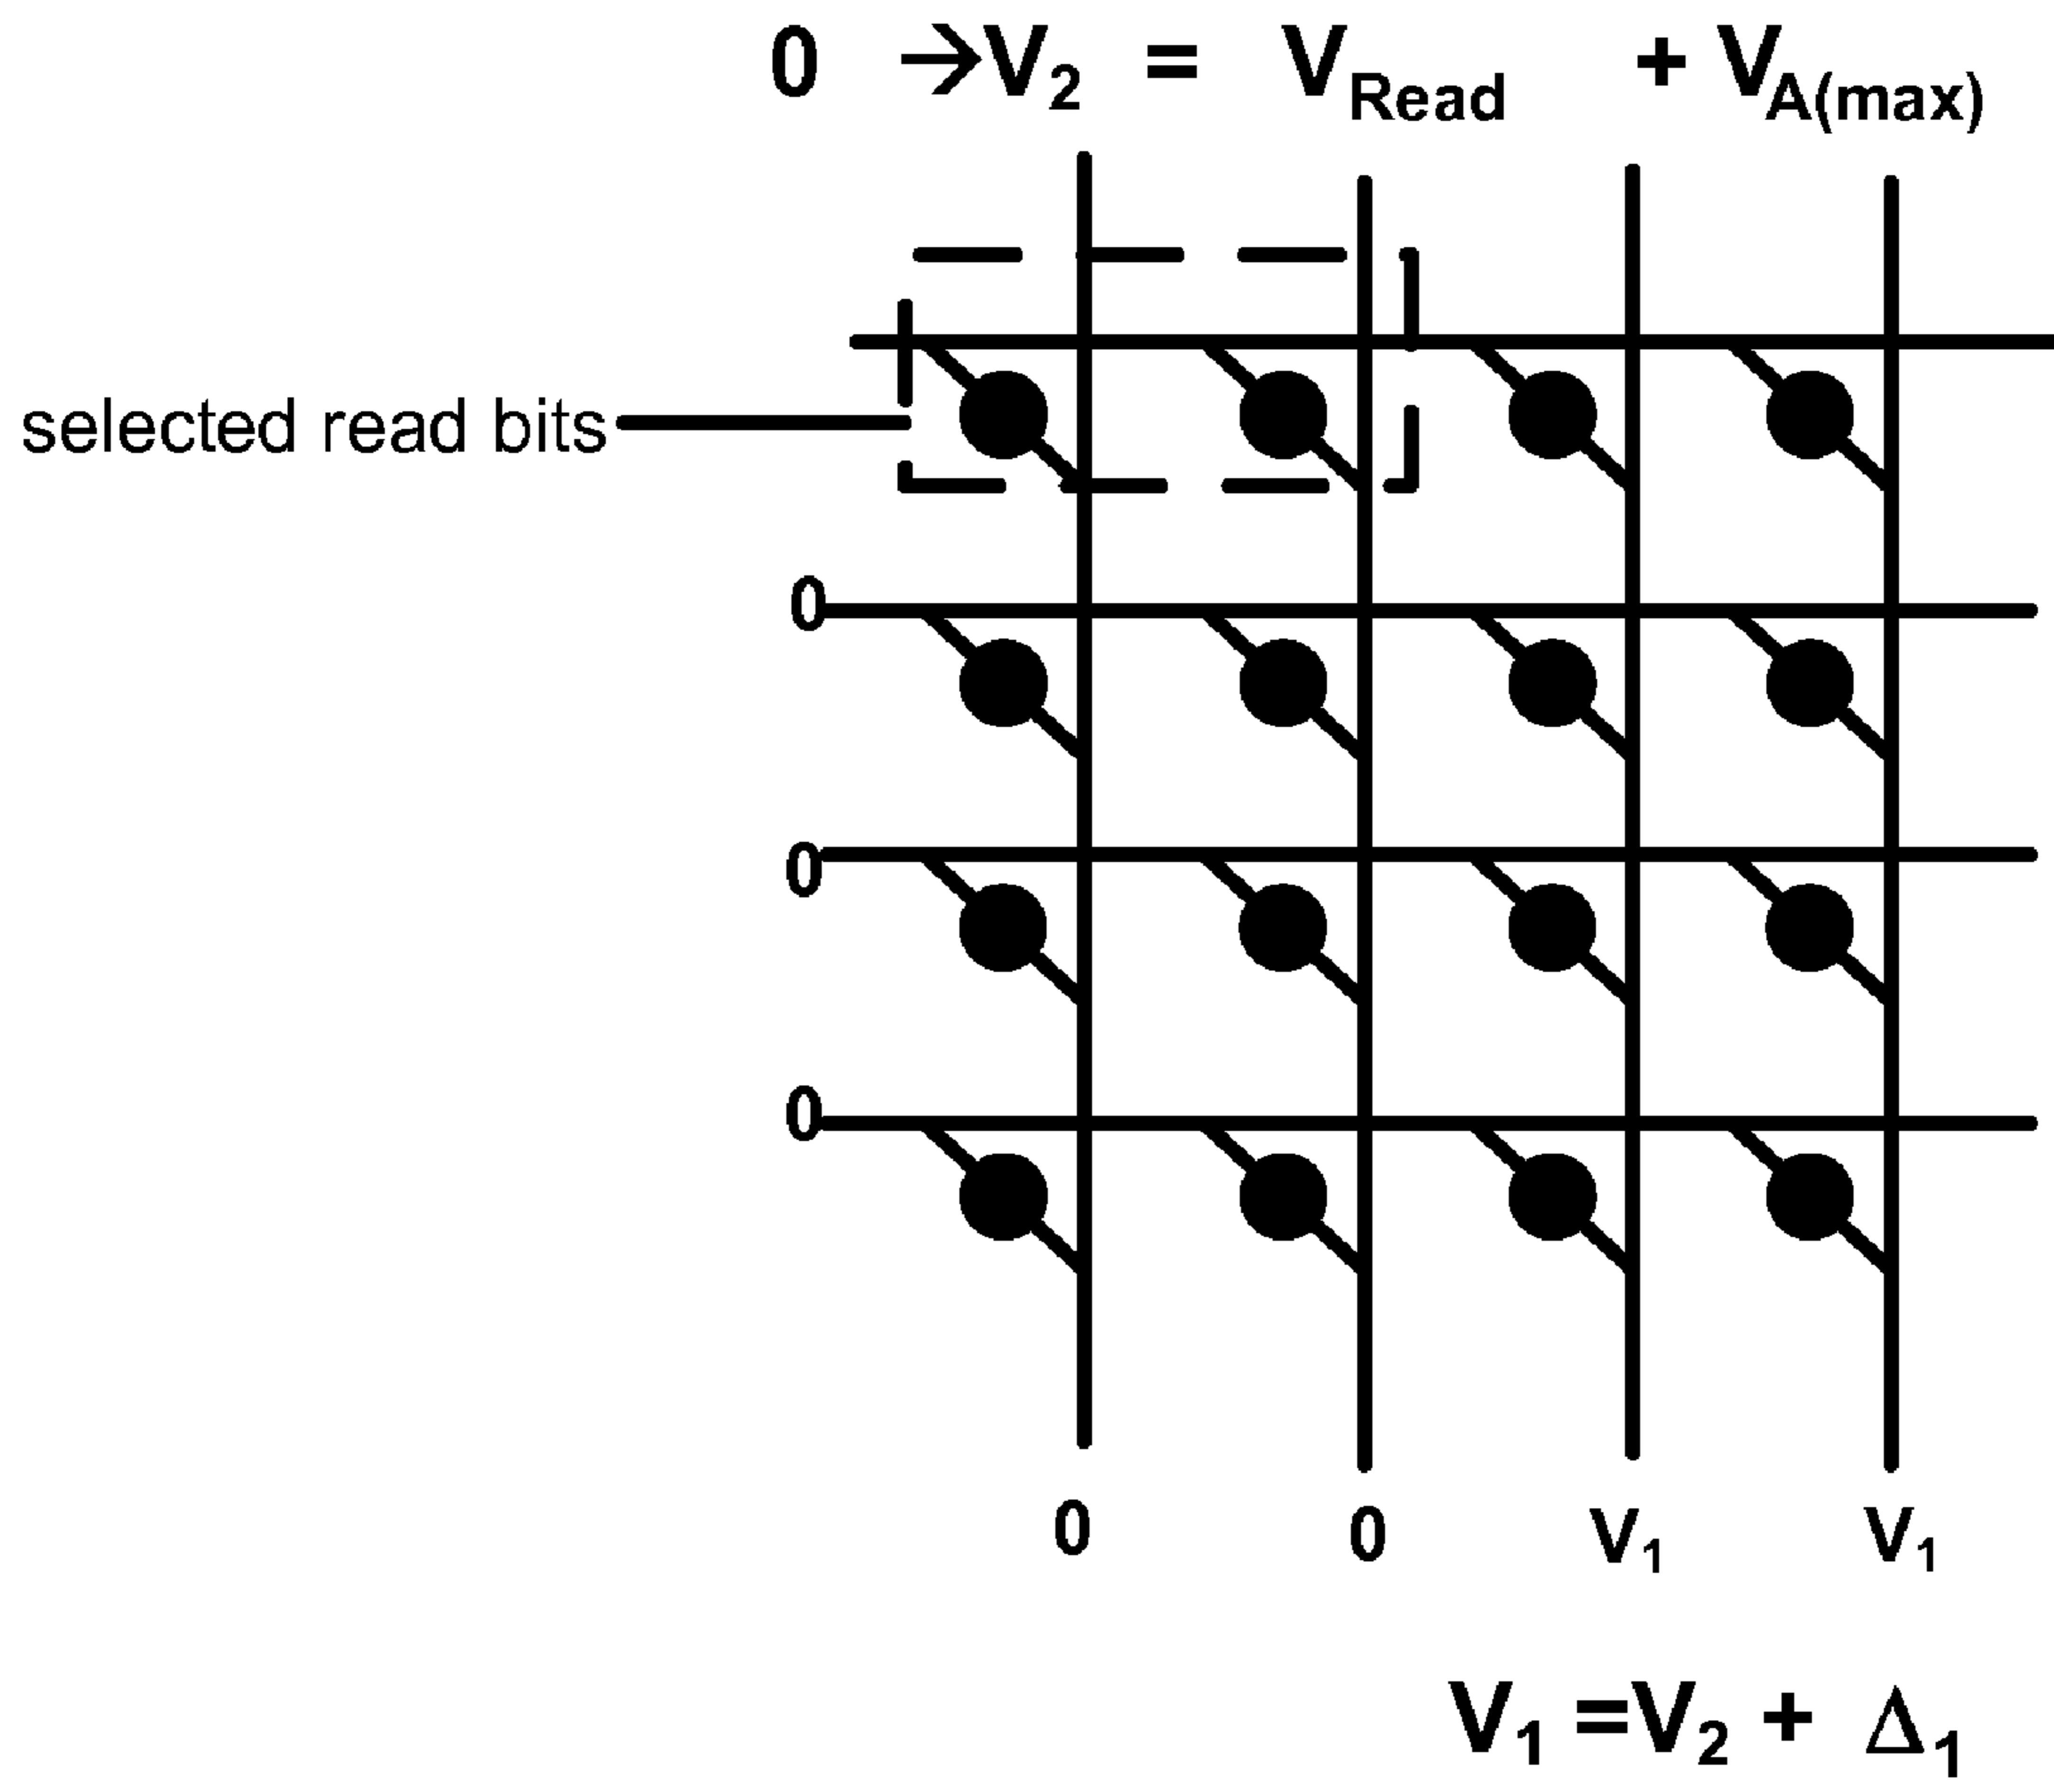 0 →V₂ = V_Read + V_A(max)
selected read bits
0
0
0
0 0 V₁ V₁
V₁ =V₂ + Δ₁